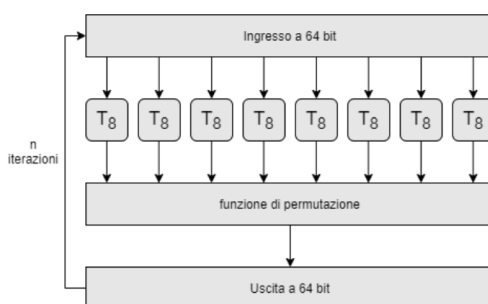 Ingresso a 64 bit
T8 T8 T8 T8 T8 T8 T8 T8
n
iterazioni
funzione di permutazione
Uscita a 64 bit